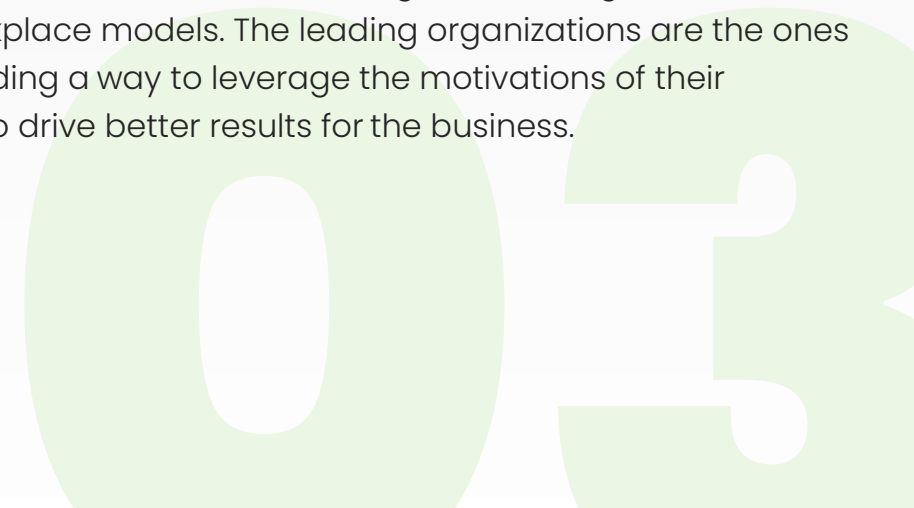 place models. The leading organizations are the ones
ding a way to leverage the motivations of their
drive better results for the business.
03